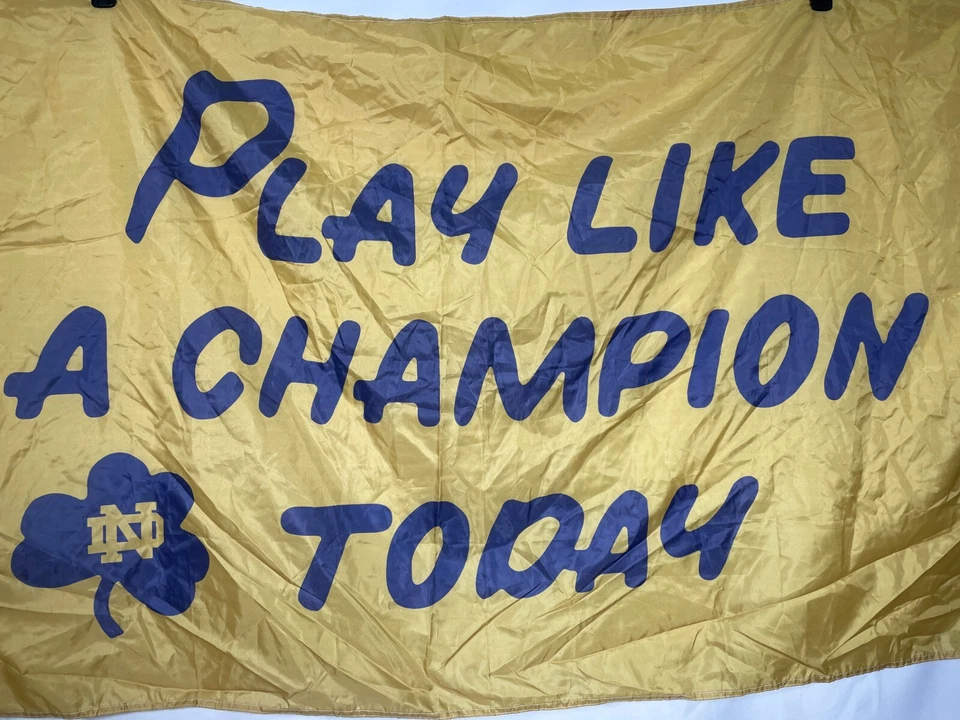 PLAY LIKE
A CHAMPION
TODAY
ND